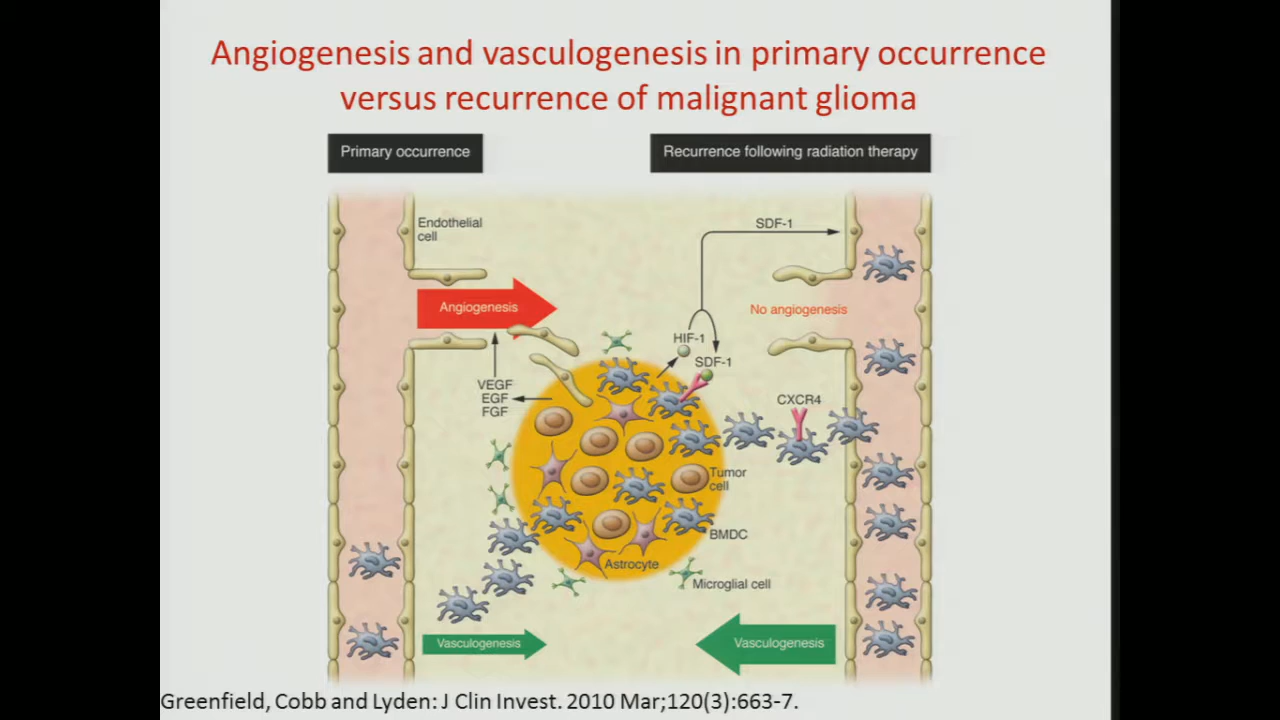 Angiogenesis and vasculogenesis in primary occurrence
versus recurrence of malignant glioma
Primary occurrence
Recurrence following radiation therapy
Endothelial
cell
SDF-1
Angiogenesis
No angiogenesis
HIF-1
SDF-1
VEGF
EGF
FGF
CXCR4
Tumor
cell
BMDC
Astrocyte
Microglial cell
Vasculogenesis
Vasculogenesis
Greenfield, Cobb and Lyden: J Clin Invest. 2010 Mar;120(3):663-7.